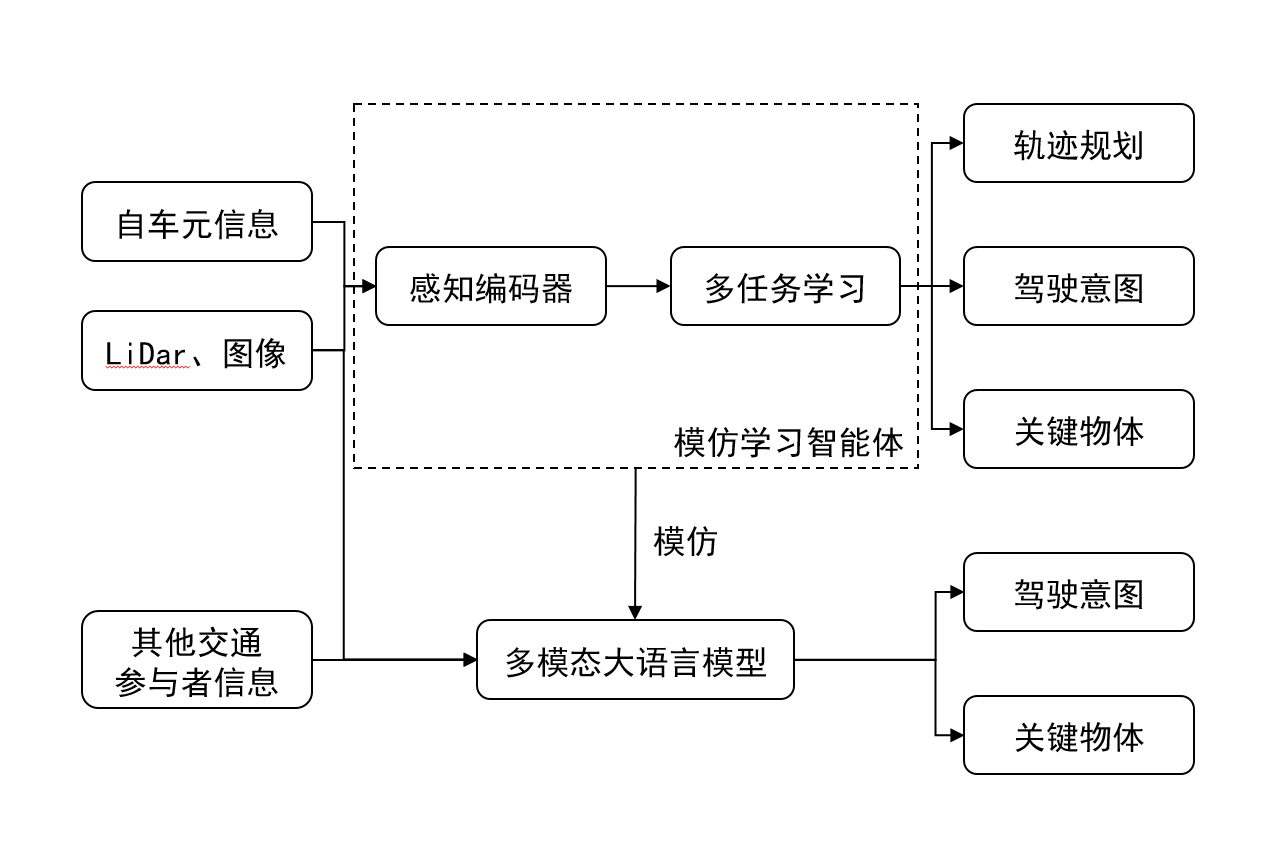 自车元信息
LiDar、图像
其他交通
参与者信息
感知编码器
多任务学习
模仿学习智能体
模仿
多模态大语言模型
轨迹规划
驾驶意图
关键物体
驾驶意图
关键物体